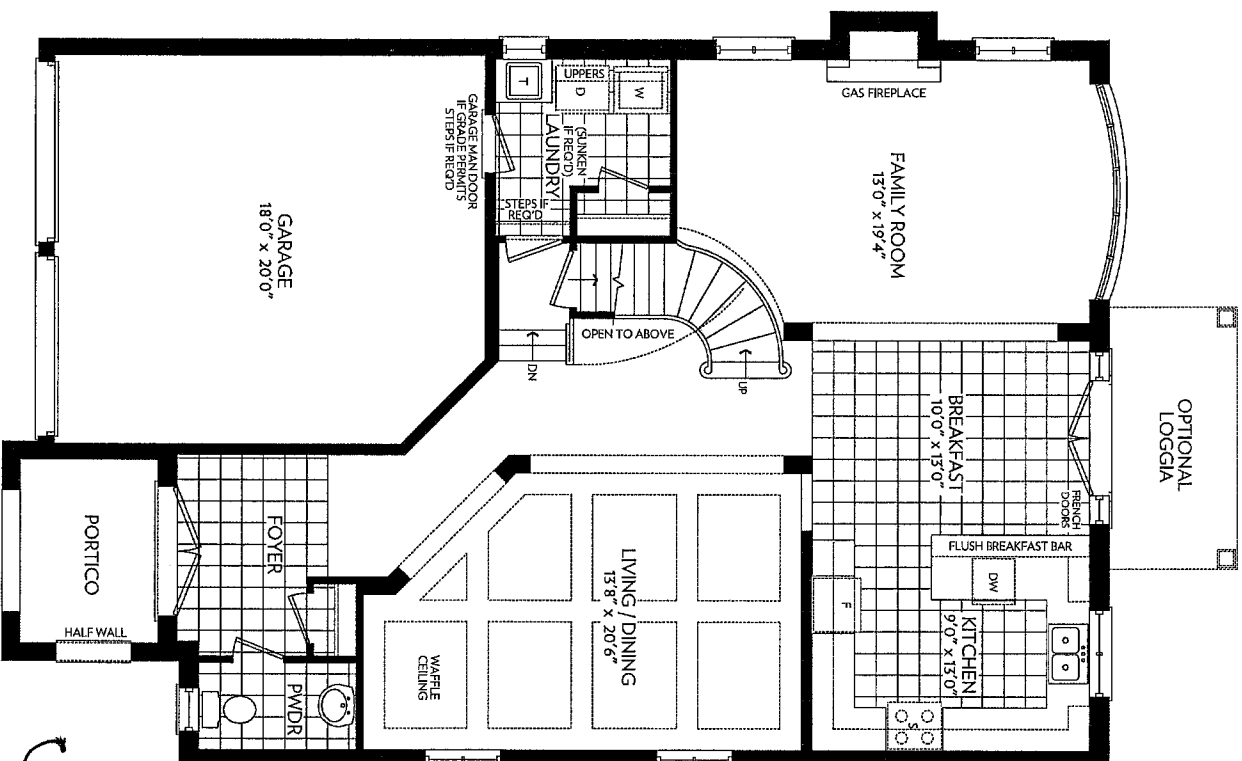 UPPERS
T
D
W
GAS FIREPLACE
GARAGE MAN DOOR
IF GRADE PERMITS
STEPS IF REQ'D
LAUNDRY
(SUNKEN
IF REQ'D)
STEPS IF
REQ'D
FAMILY ROOM
13'0" x 19'4"
GARAGE
18'0" x 20'0"
OPEN TO ABOVE
DN
UP
BREAKFAST
10'0" x 13'0"
FRENCH
DOORS
OPTIONAL
LOGGIA
PORTICO
FOYER
HALF WALL
PWDR
LIVING / DINING
13'8" x 20'6"
WAFFLE
CEILING
FLUSH BREAKFAST BAR
DW
F
KITCHEN
9'0" x 13'0"
S